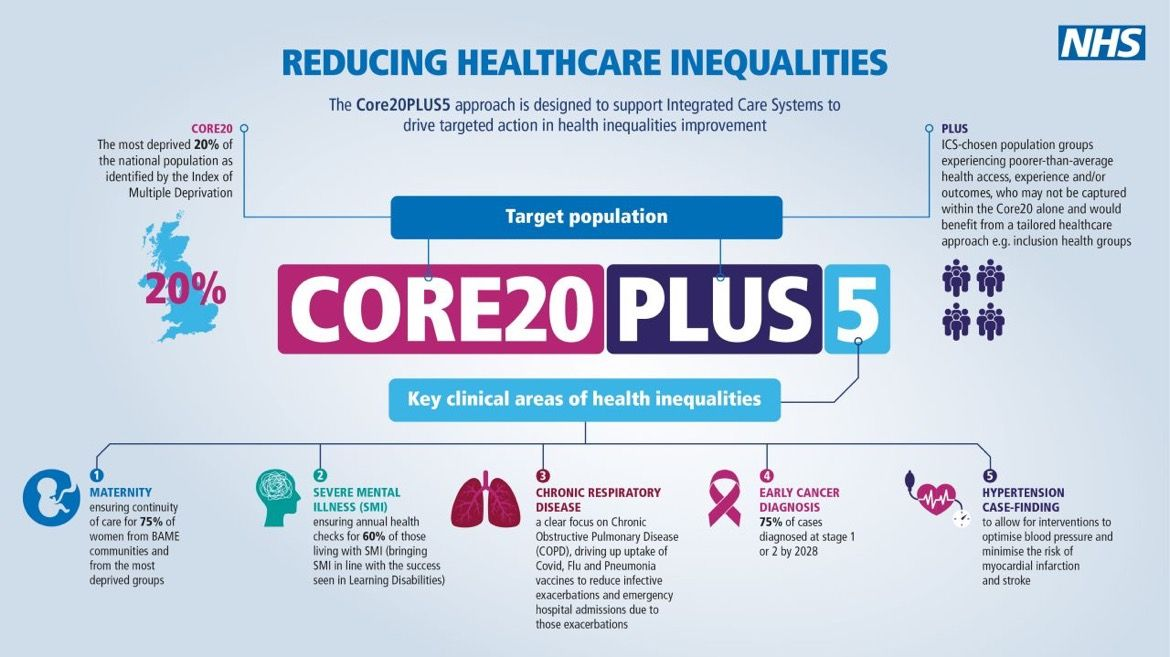 NHS
REDUCING HEALTHCARE INEQUALITIES
The Core20PLUS5 approach is designed to support Integrated Care Systems to
drive targeted action in health inequalities improvement
CORE20
The most deprived 20% of
the national population as
identified by the Index of
Multiple Deprivation
20%
PLUS
ICS-chosen population groups
experiencing poorer-than-average
health access, experience and/or
outcomes, who may not be captured
within the Core20 alone and would
benefit from a tailored healthcare
approach e.g. inclusion health groups
Target population
CORE20 PLUS 5
Key clinical areas of health inequalities
1
MATERNITY
ensuring continuity
of care for 75% of
women from BAME
communities and
from the most
deprived groups
2
SEVERE MENTAL
ILLNESS (SMI)
ensuring annual health
checks for 60% of those
living with SMI (bringing
SMI in line with the success
seen in Learning Disabilities)
3
CHRONIC RESPIRATORY
DISEASE
a clear focus on Chronic
Obstructive Pulmonary Disease
(COPD), driving up uptake of
Covid, Flu and Pneumonia
vaccines to reduce infective
exacerbations and emergency
hospital admissions due to
those exacerbations
4
EARLY CANCER
DIAGNOSIS
75% of cases
diagnosed at stage 1
or 2 by 2028
5
HYPERTENSION
CASE-FINDING
to allow for interventions to
optimise blood pressure and
minimise the risk of
myocardial infarction
and stroke